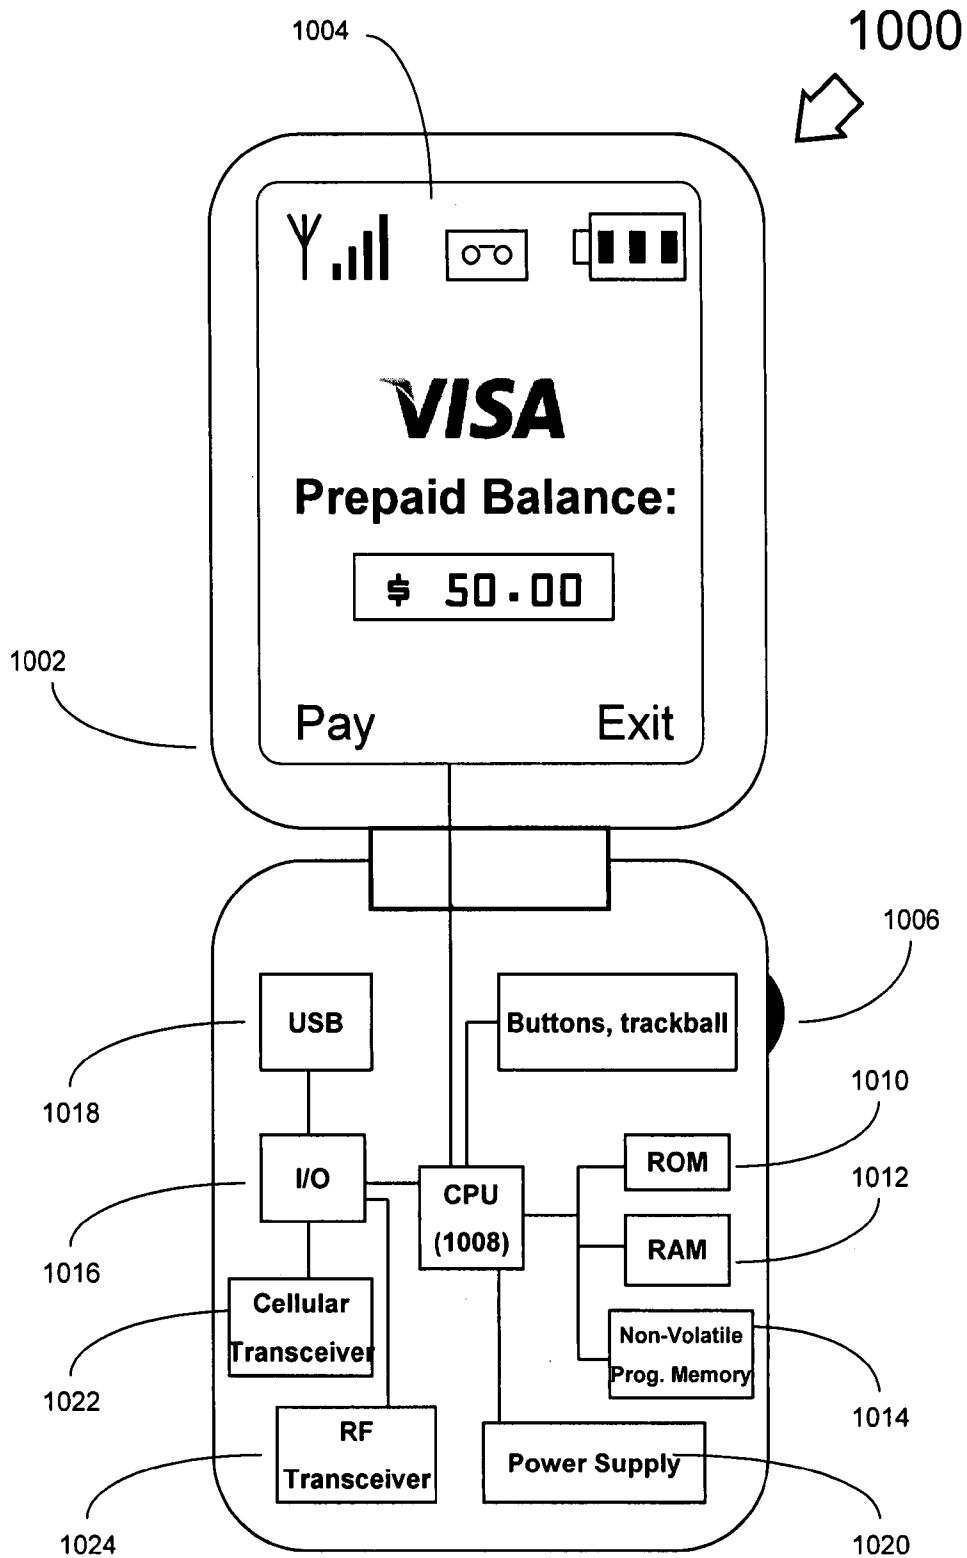 1000
1004
VISA
Prepaid Balance:
$ 50.00
1002
Pay Exit
1006
USB
Buttons, trackball
1018
1010
I/O
CPU
(1008)
ROM
1012
RAM
1016
Cellular
Transceiver
Non-Volatile
Prog. Memory
1022
1014
RF
Transceiver
Power Supply
1024
1020